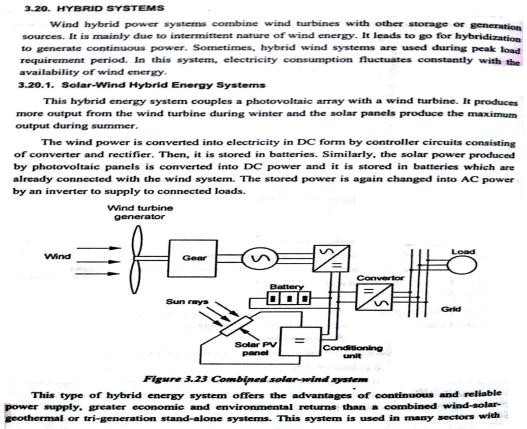 3.20. HYBRID SYSTEMS
Wind hybrid power systems combine wind turbines with other storage or generation
sources. It is mainly due to intermittent nature of wind energy. It leads to go for hybridization
to generate continuous power. Sometimes, hybrid wind systems are used during peak load
requirement period. In this system, electricity consumption fluctuates constantly with the
availability of wind energy.
3.20.1. Solar-Wind Hybrid Energy Systems
This hybrid energy system couples a photovoltaic array with a wind turbine. It produces
more output from the wind turbine during winter and the solar panels produce the maximum
output during summer.
The wind power is converted into electricity in DC form by controller circuits consisting
of converter and rectifier. Then, it is stored in batteries. Similarly, the solar power produced
by photovoltaic panels is converted into DC power and it is stored in batteries which are
already connected with the wind system. The stored power is again changed into AC power
by an inverter to supply to connected loads.
Wind turbine
generator
Wind
Gear
Load
Battery
Convertor
Sun rays
Grid
Solar PV
panel
Conditioning
unit
Figure 3.23 Combined solar-wind system
This type of hybrid energy system offers the advantages of continuous and reliable
power supply, greater economic and environmental returns than a combined wind-solar-
geothermal or tri-generation stand-alone systems. This system is used in many sectors with